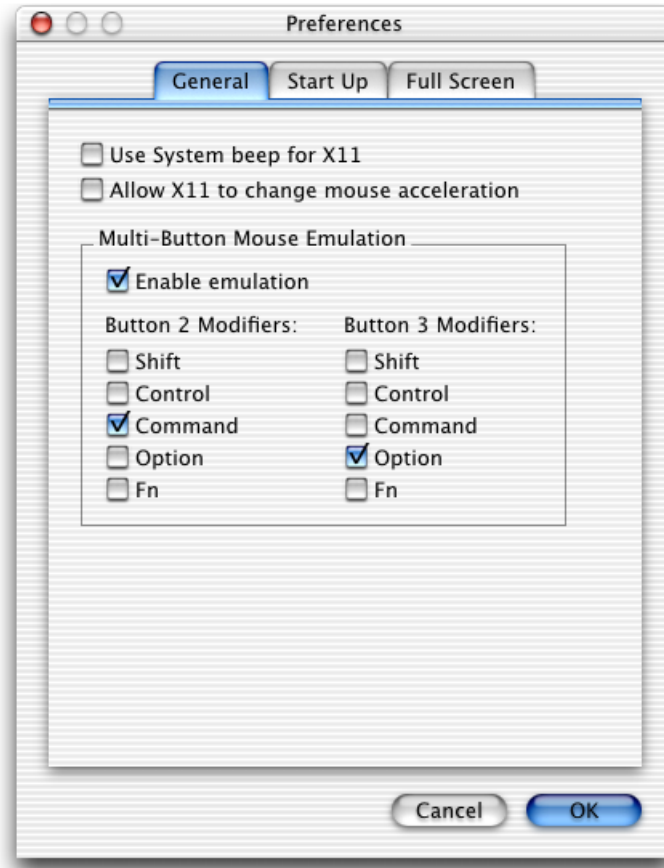 Preferences
General Start Up Full Screen
Use System beep for X11
Allow X11 to change mouse acceleration
Multi-Button Mouse Emulation
Enable emulation
Button 2 Modifiers: Button 3 Modifiers:
Shift Shift
Control Control
Command Command
Option Option
Fn Fn
Cancel OK